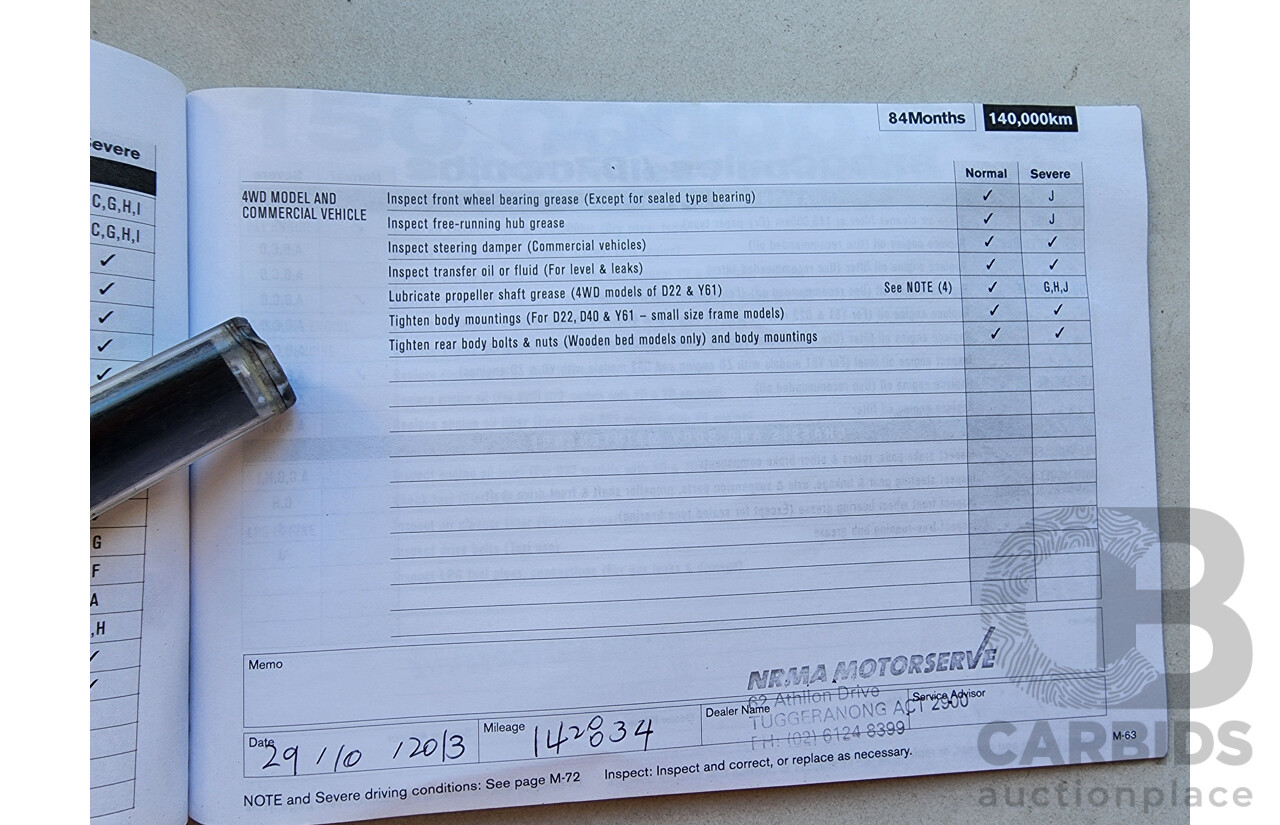 evere
C,G,H,I
C,G,H,I
✓
✓
✓
✓
✓
G
F
A
,H
✓
✓
84Months 140,000km
Normal Severe
4WD MODEL AND
COMMERCIAL VEHICLE
Inspect front wheel bearing grease (Except for sealed type bearing) ✓ J
Inspect free-running hub grease ✓ J
Inspect steering damper (Commercial vehicles) ✓ ✓
Inspect transfer oil or fluid (For level & leaks) ✓ ✓
Lubricate propeller shaft grease (4WD models of D22 & Y61) See NOTE (4) ✓ G,H,J
Tighten body mountings (For D22, D40 & Y61 – small size frame models) ✓ ✓
Tighten rear body bolts & nuts (Wooden bed models only) and body mountings ✓ ✓
Memo
NRMA MOTORSERVE
62 Athllon Drive
TUGGERANONG ACT 2900
PH: (02) 6124 8399
Date 29 / 10 / 2013
Mileage 142834
Dealer Name
Service Advisor
M-63
NOTE and Severe driving conditions: See page M-72 Inspect: Inspect and correct, or replace as necessary.
CB
CARBIDS
auctionplace